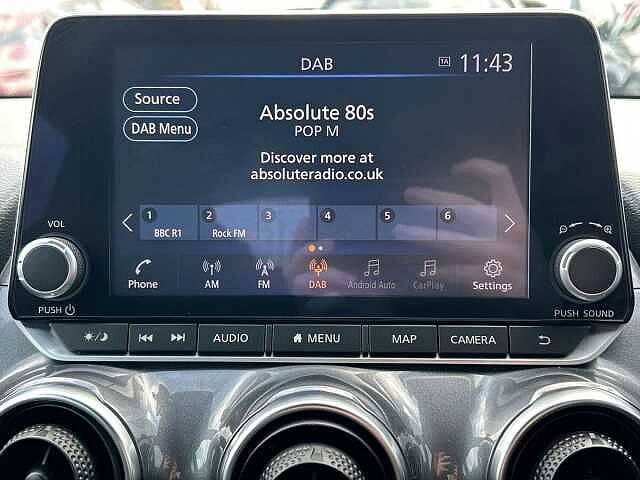 DAB
1A 11:43
Source
DAB Menu
Absolute 80s
POP M
Discover more at
absoluteradio.co.uk
1 2 3 4 5 6
BBC R1 Rock FM
VOL
PUSH
Phone AM FM DAB Android Auto CarPlay Settings
PUSH SOUND
AUDIO MENU MAP CAMERA